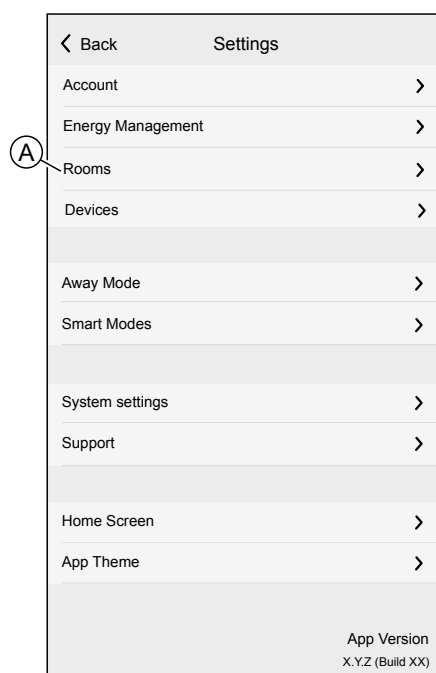 Back Settings
Account
Energy Management
A
Rooms
Devices
Away Mode
Smart Modes
System settings
Support
Home Screen
App Theme
App Version
X.Y.Z (Build XX)